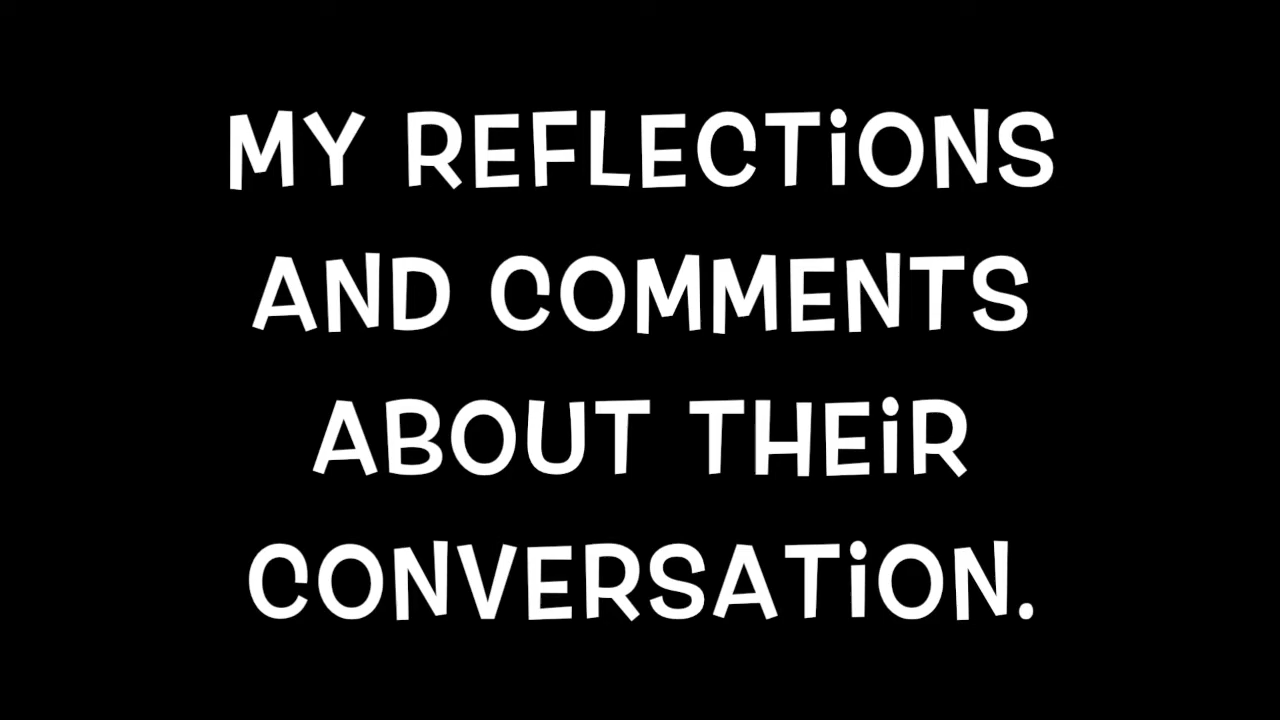 MY REFLECTiONS
AND COMMENTS
ABOUT THEiR
CONVERSATiON.